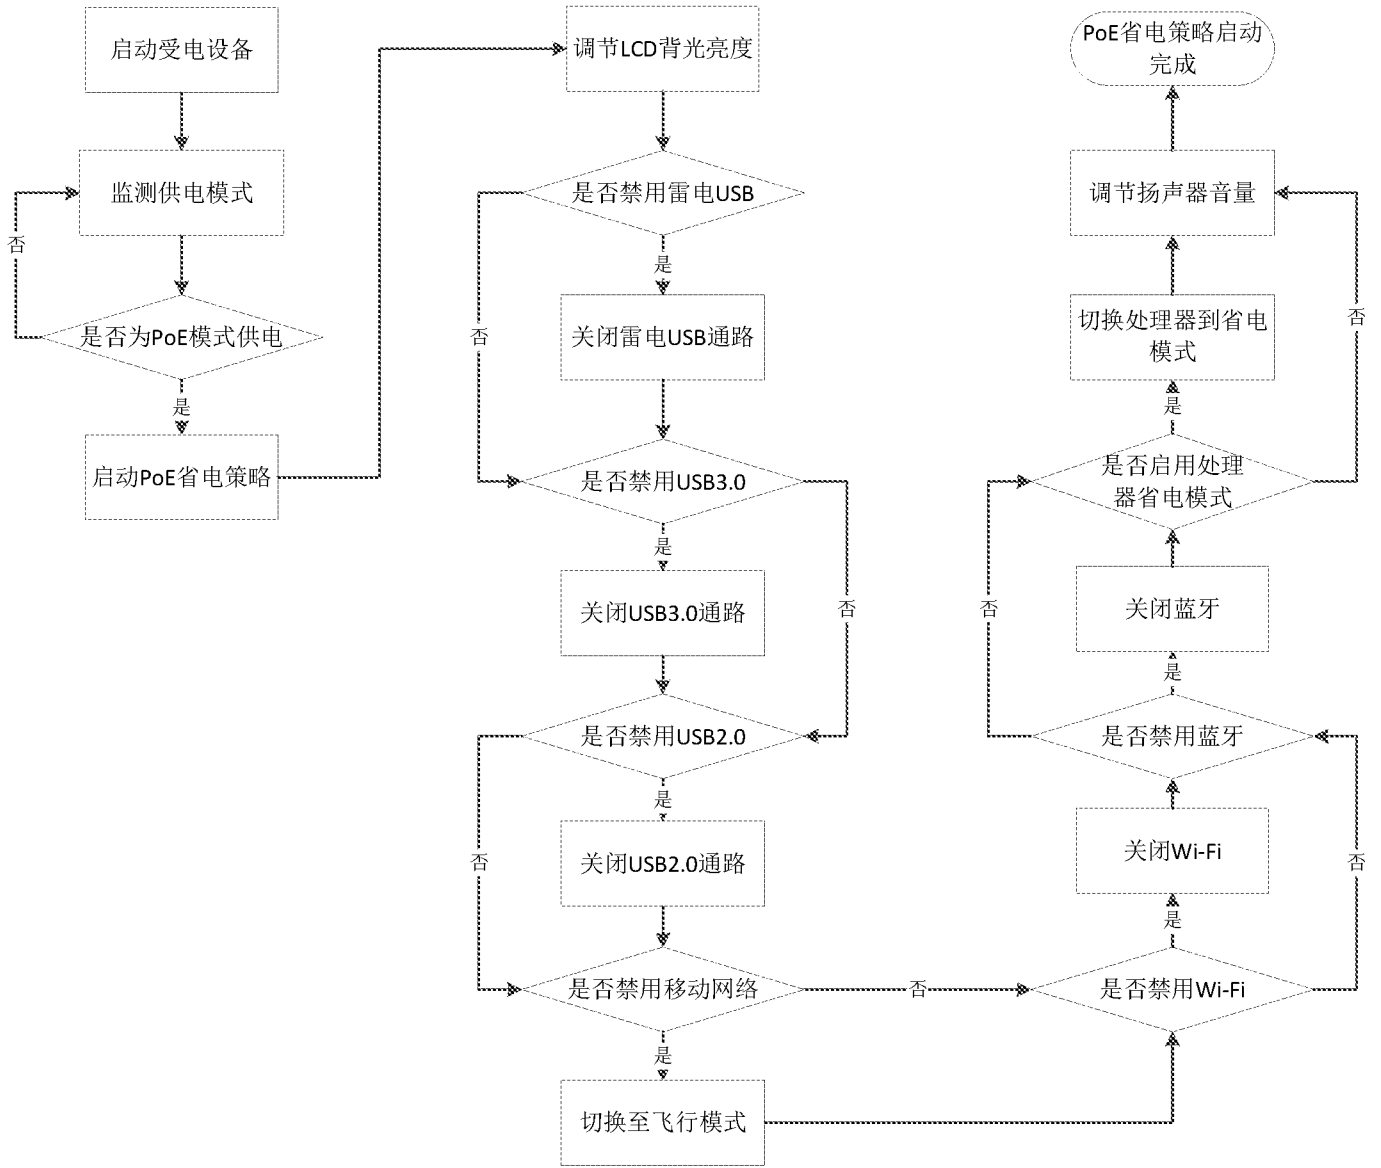 启动受电设备
监测供电模式
否
是否为PoE模式供电
是
启动PoE省电策略
调节LCD背光亮度
是否禁用雷电USB
是
否
关闭雷电USB通路
是否禁用USB3.0
是
否
关闭USB3.0通路
是否禁用USB2.0
是
否
关闭USB2.0通路
是否禁用移动网络
否
是
切换至飞行模式
是否禁用Wi-Fi
是
否
关闭Wi-Fi
是否禁用蓝牙
是
否
关闭蓝牙
是否启用处理
器省电模式
是
否
切换处理器到省电
模式
调节扬声器音量
PoE省电策略启动
完成